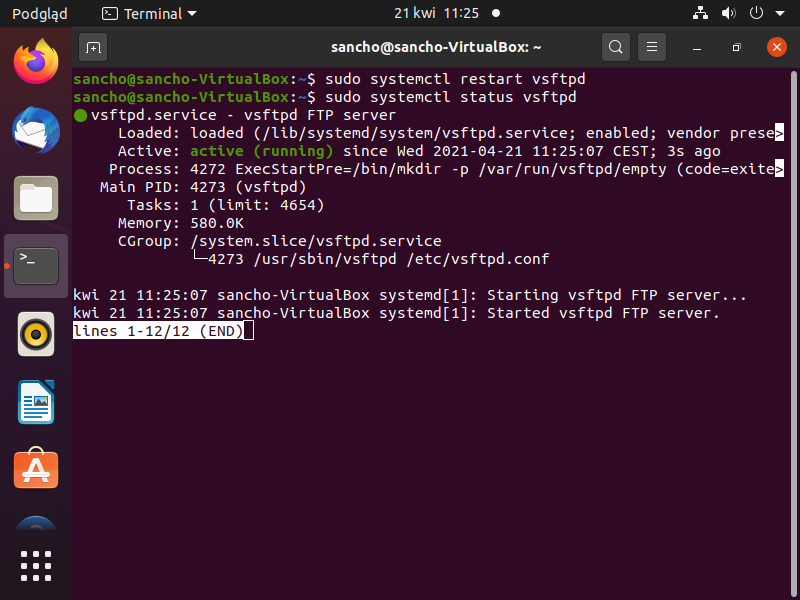 Podgląd
Terminal
21 kwi 11:25
sancho@sancho-VirtualBox: ~
sancho@sancho-VirtualBox:~$ sudo systemctl restart vsftpd
sancho@sancho-VirtualBox:~$ sudo systemctl status vsftpd
● vsftpd.service - vsftpd FTP server
Loaded: loaded (/lib/systemd/system/vsftpd.service; enabled; vendor prese>
Active: active (running) since Wed 2021-04-21 11:25:07 CEST; 3s ago
Process: 4272 ExecStartPre=/bin/mkdir -p /var/run/vsftpd/empty (code=exite>
Main PID: 4273 (vsftpd)
Tasks: 1 (limit: 4654)
Memory: 580.0K
CGroup: /system.slice/vsftpd.service
└─4273 /usr/sbin/vsftpd /etc/vsftpd.conf
kwi 21 11:25:07 sancho-VirtualBox systemd[1]: Starting vsftpd FTP server...
kwi 21 11:25:07 sancho-VirtualBox systemd[1]: Started vsftpd FTP server.
lines 1-12/12 (END)